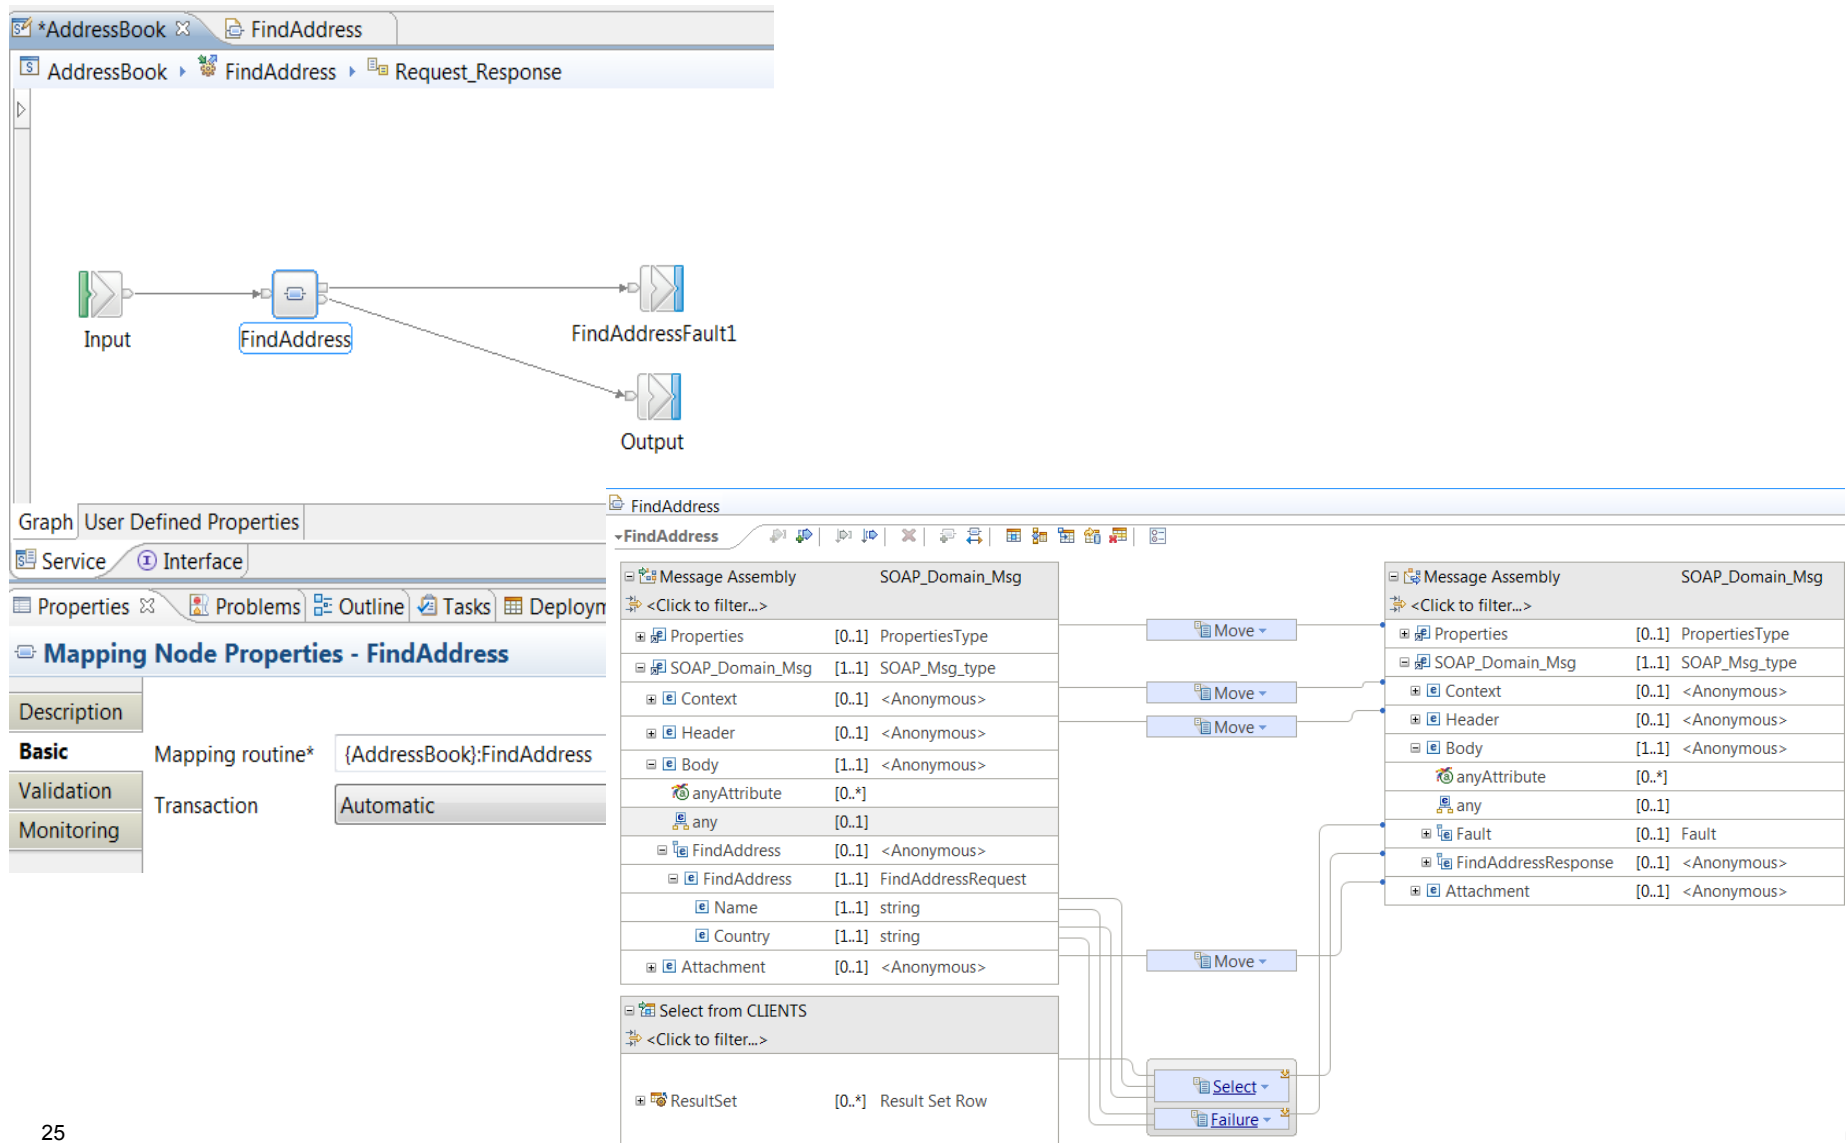 *AddressBook
FindAddress
AddressBook
FindAddress
Request_Response
Input
FindAddress
FindAddressFault1
Output
Graph
User Defined Properties
Service
Interface
Properties
Problems
Outline
Tasks
Deploym
Mapping Node Properties - FindAddress
Description
Basic
Validation
Monitoring
Mapping routine*
{AddressBook}:FindAddress
Transaction
Automatic
FindAddress
FindAddress
Message Assembly SOAP_Domain_Msg
<Click to filter...>
Properties [0..1] PropertiesType
SOAP_Domain_Msg [1..1] SOAP_Msg_type
Context [0..1] <Anonymous>
Header [0..1] <Anonymous>
Body [1..1] <Anonymous>
anyAttribute [0..*]
any [0..1]
FindAddress [0..1] <Anonymous>
FindAddress [1..1] FindAddressRequest
Name [1..1] string
Country [1..1] string
Attachment [0..1] <Anonymous>
Select from CLIENTS
<Click to filter...>
ResultSet [0..*] Result Set Row
Move
Move
Move
Move
Select
Failure
Message Assembly SOAP_Domain_Msg
<Click to filter...>
Properties [0..1] PropertiesType
SOAP_Domain_Msg [1..1] SOAP_Msg_type
Context [0..1] <Anonymous>
Header [0..1] <Anonymous>
Body [1..1] <Anonymous>
anyAttribute [0..*]
any [0..1]
Fault [0..1] Fault
FindAddressResponse [0..1] <Anonymous>
Attachment [0..1] <Anonymous>
25